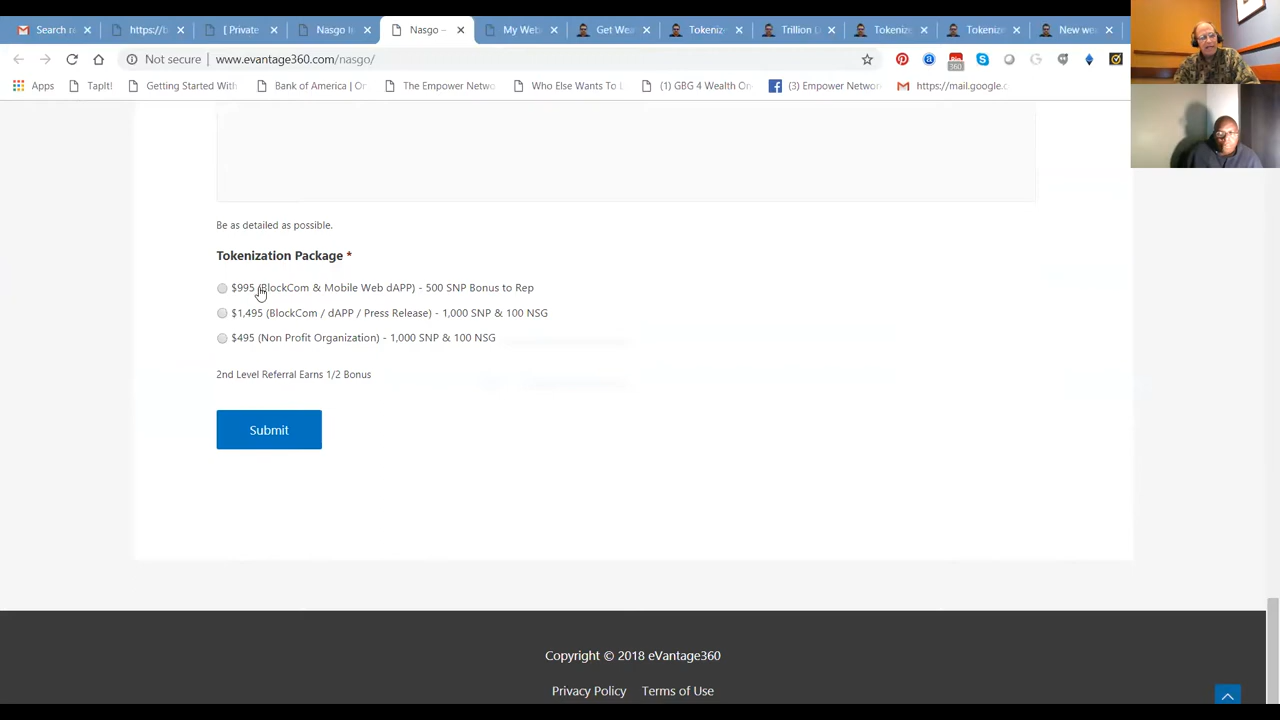 Search re
https://b
[ Private
Nasgo
Nasgo –
My Web
Get Wea
Tokeniz
Trillion
Tokeniz
Tokeniz
New we
Not secure
www.evantage360.com/nasgo/
360
Apps
TapIt!
Getting Started With
Bank of America | On
The Empower Netwo
Who Else Wants To
(1) GBG 4 Wealth On
(3) Empower Networ
https://mail.google.c
Be as detailed as possible.
Tokenization Package *
$995 (BlockCom & Mobile Web dAPP) - 500 SNP Bonus to Rep
$1,495 (BlockCom / dAPP / Press Release) - 1,000 SNP & 100 NSG
$495 (Non Profit Organization) - 1,000 SNP & 100 NSG
2nd Level Referral Earns 1/2 Bonus
Submit
Copyright © 2018 eVantage360
Privacy Policy
Terms of Use